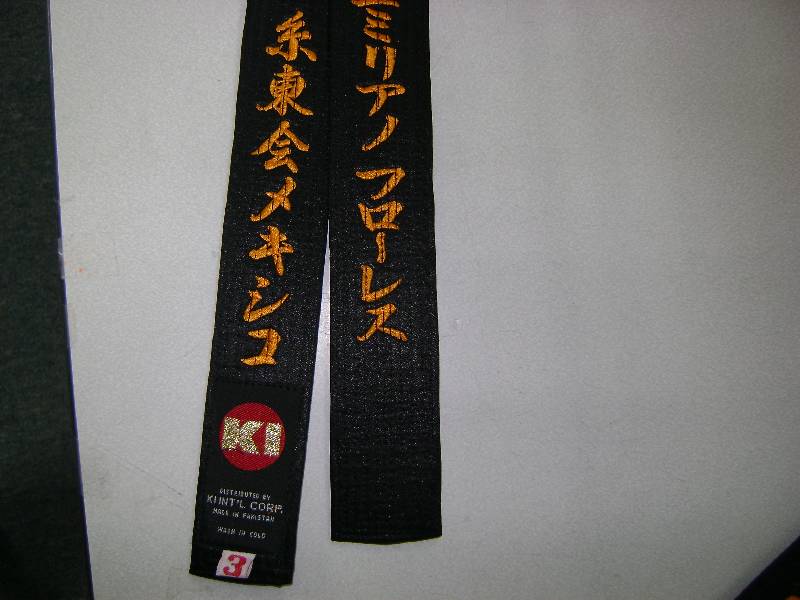 糸東会メキシコ
エミリアノ フローレス
KI
DISTRIBUTED BY
KI INT'L. CORP.
MADE IN PAKISTAN
WASH IN COLD
3